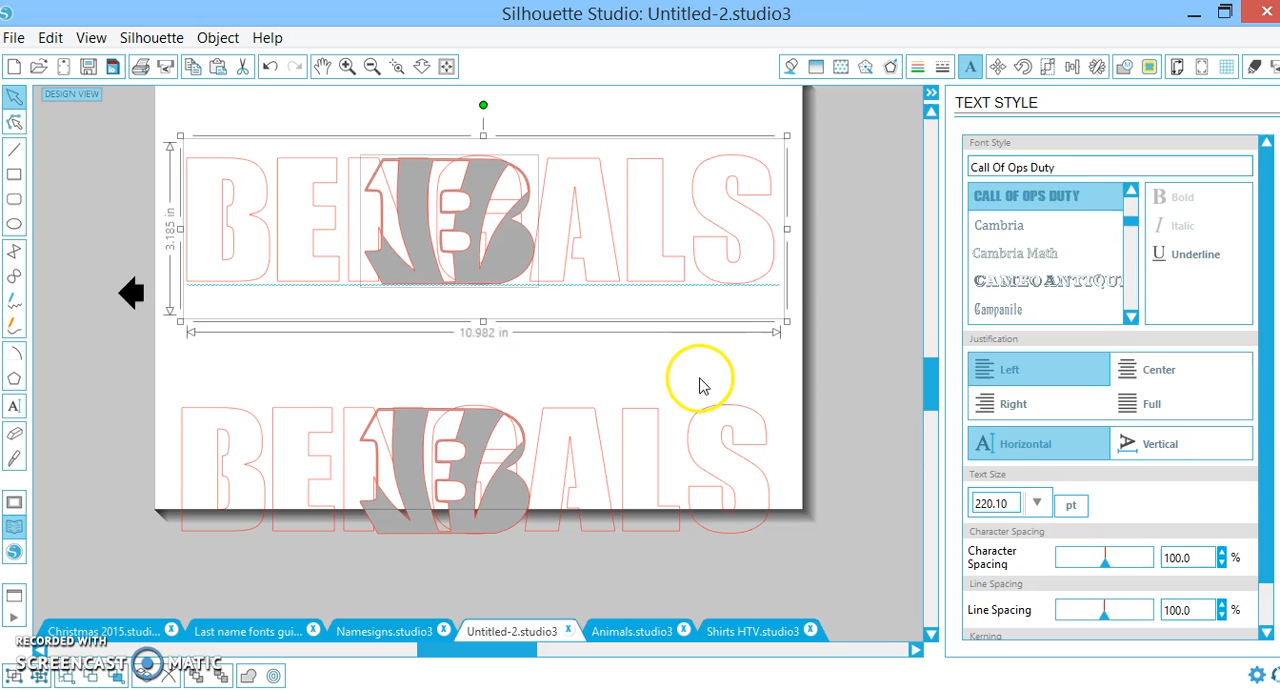 Silhouette Studio: Untitled-2.studio3
File Edit View Silhouette Object Help
DESIGN VIEW
BENGALS
3.185 in
10.982 in
BENGALS
TEXT STYLE
Font Style
Call Of Ops Duty
CALL OF OPS DUTY
Cambria
Cambria Math
CAMEO ANTIQU
Campanile
B Bold
I Italic
U Underline
Justification
Left
Center
Right
Full
Horizontal
Vertical
Text Size
220.10
pt
Character Spacing
Character
Spacing
100.0 %
Line Spacing
Line Spacing
100.0 %
Kerning
Christmas 2015.studi...
Last name fonts gui...
Namesigns.studio3
Untitled-2.studio3
Animals.studio3
Shirts HTV.studio3
RECORDED WITH
SCREENCAST MATIC